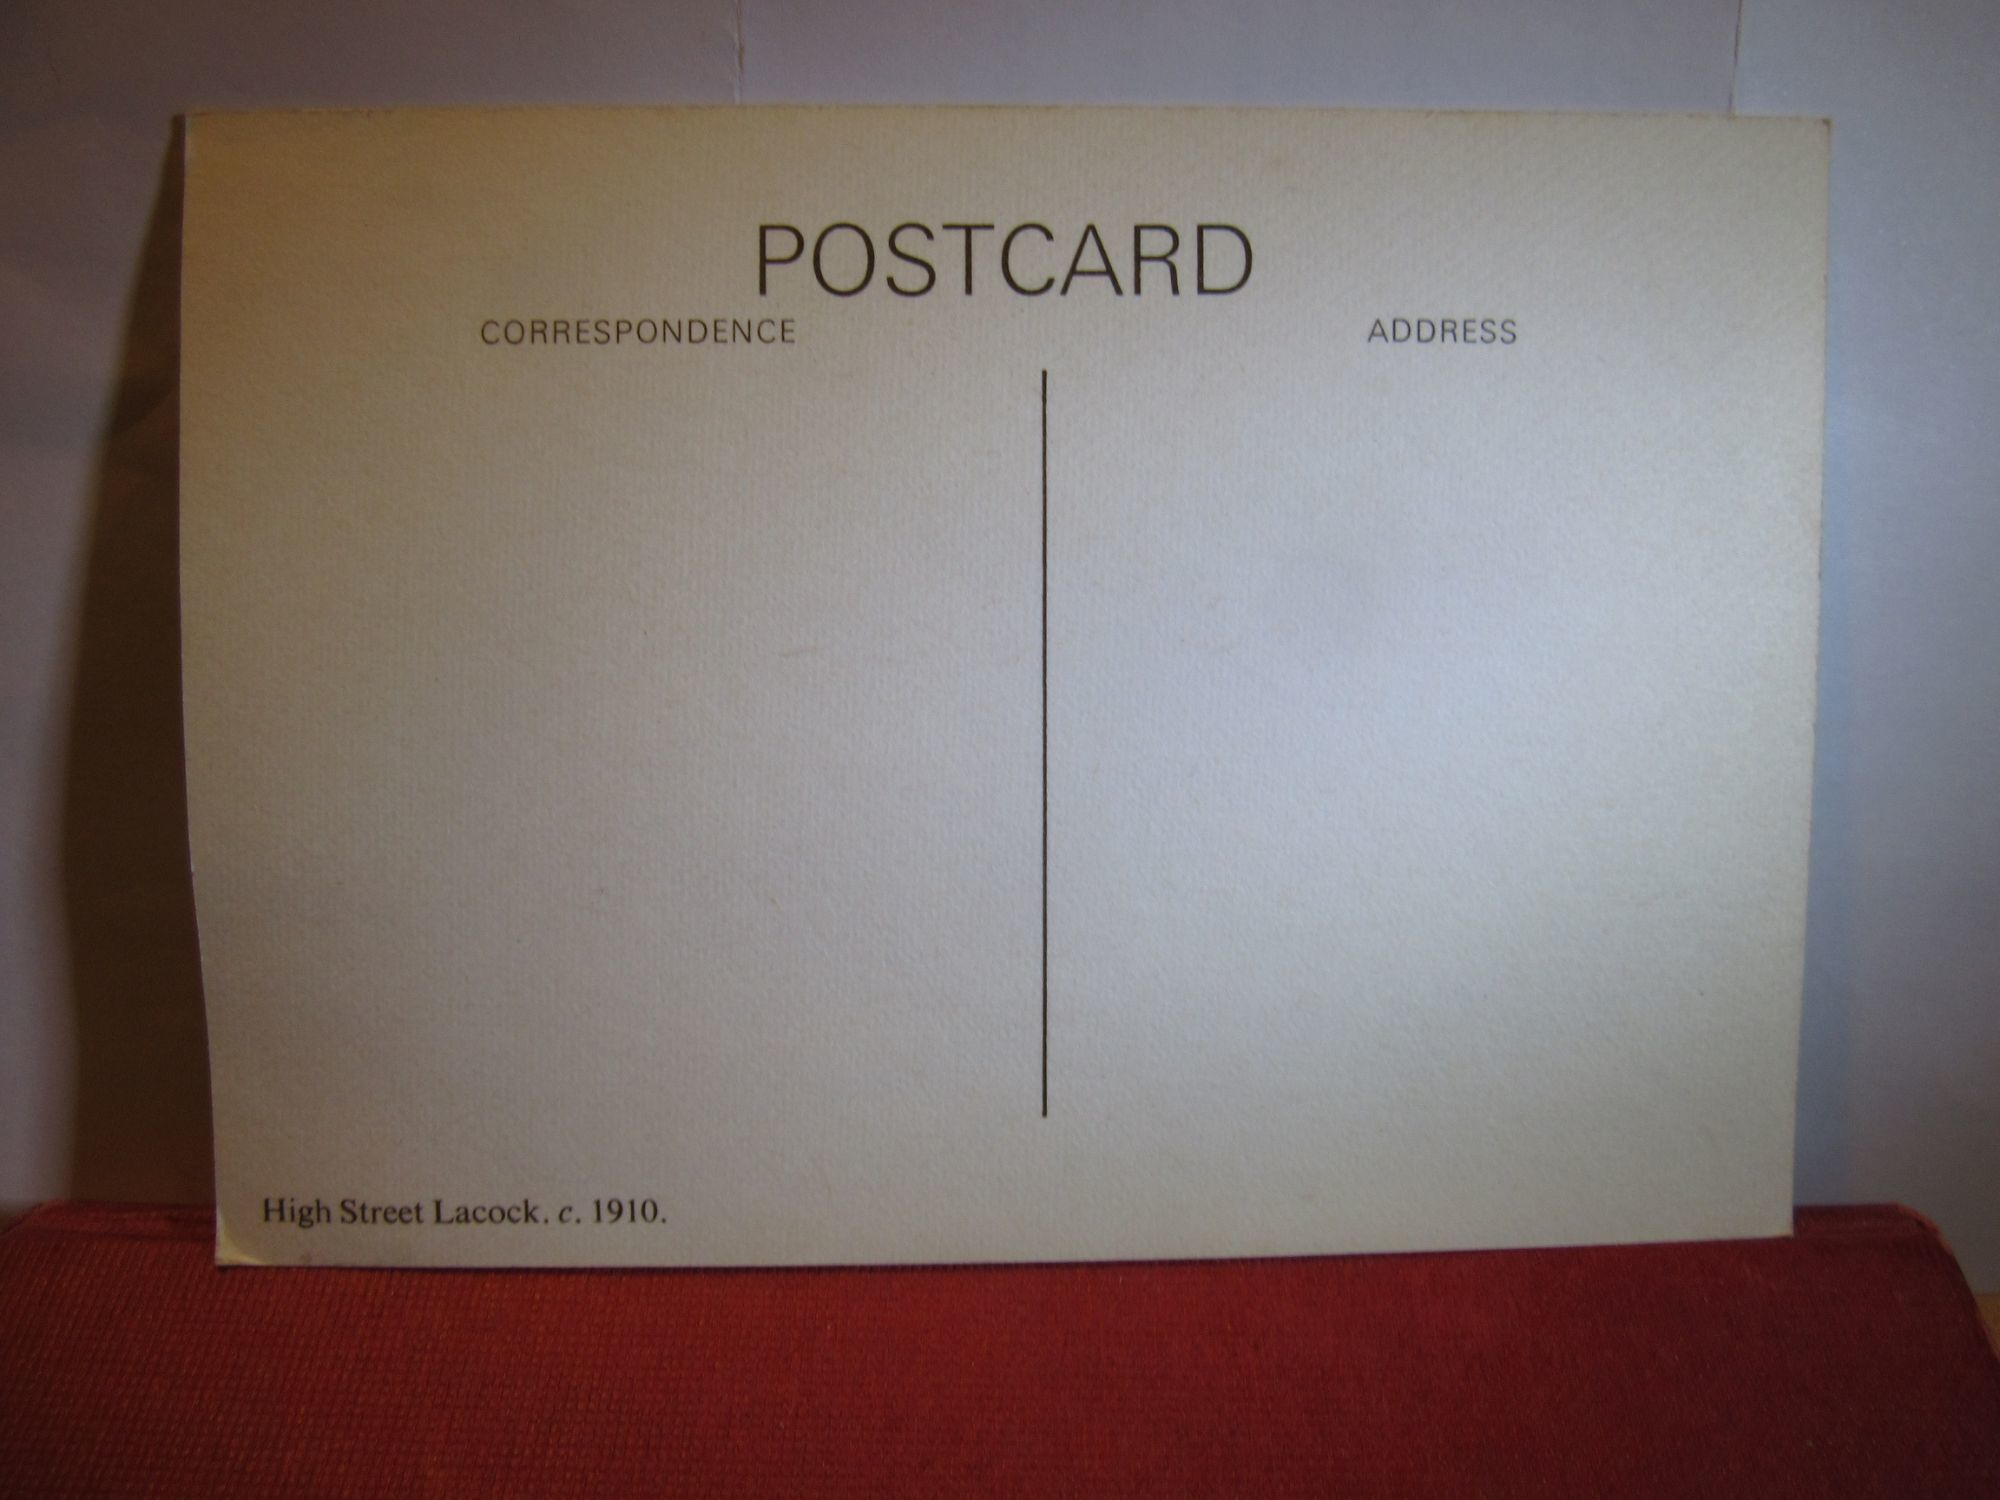 POSTCARD
CORRESPONDENCE
ADDRESS
High Street Lacock. c. 1910.